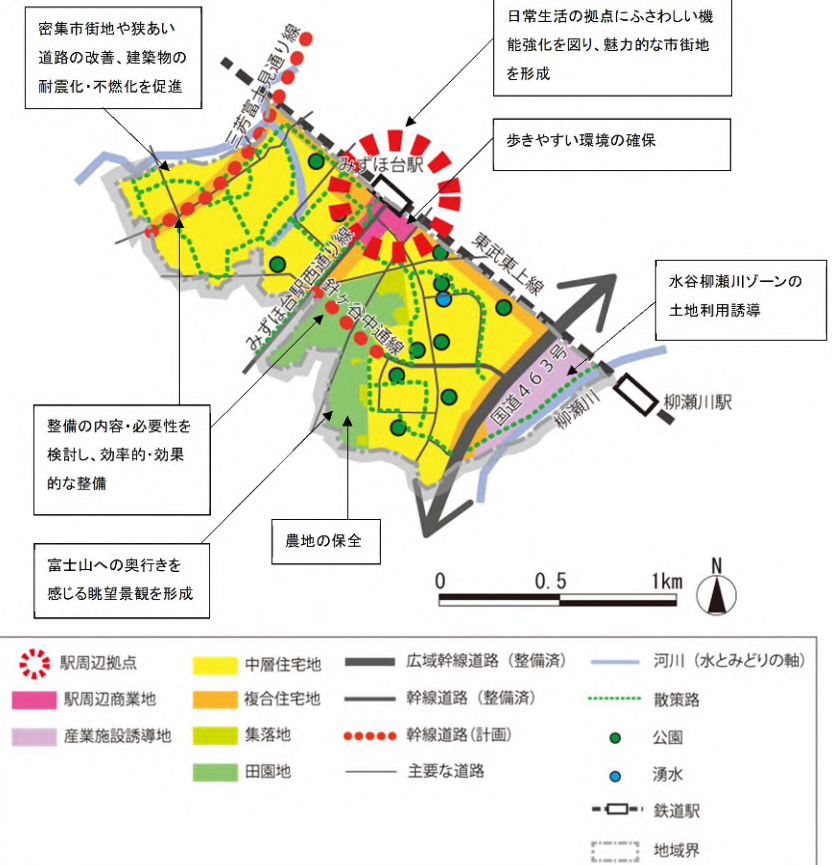 密集市街地や狭あい
道路の改善、建築物の
耐震化・不燃化を促進
日常生活の拠点にふさわしい機
能強化を図り、魅力的な市街地
を形成
歩きやすい環境の確保
三芳富士見通り線
みずほ台駅
東武東上線
水谷柳瀬川ゾーンの
土地利用誘導
みずほ台駅西通り線
国道463号
柳瀬川
柳瀬川駅
整備の内容・必要性を
検討し、効率的・効果
的な整備
農地の保全
富士山への奥行きを
感じる眺望景観を形成
0 0.5 1km
N
駅周辺拠点
駅周辺商業地
産業施設誘導地
中層住宅地
複合住宅地
集落地
田園地
広域幹線道路（整備済）
幹線道路（整備済）
幹線道路（計画）
主要な道路
河川（水とみどりの軸）
散策路
公園
湧水
鉄道駅
地域界